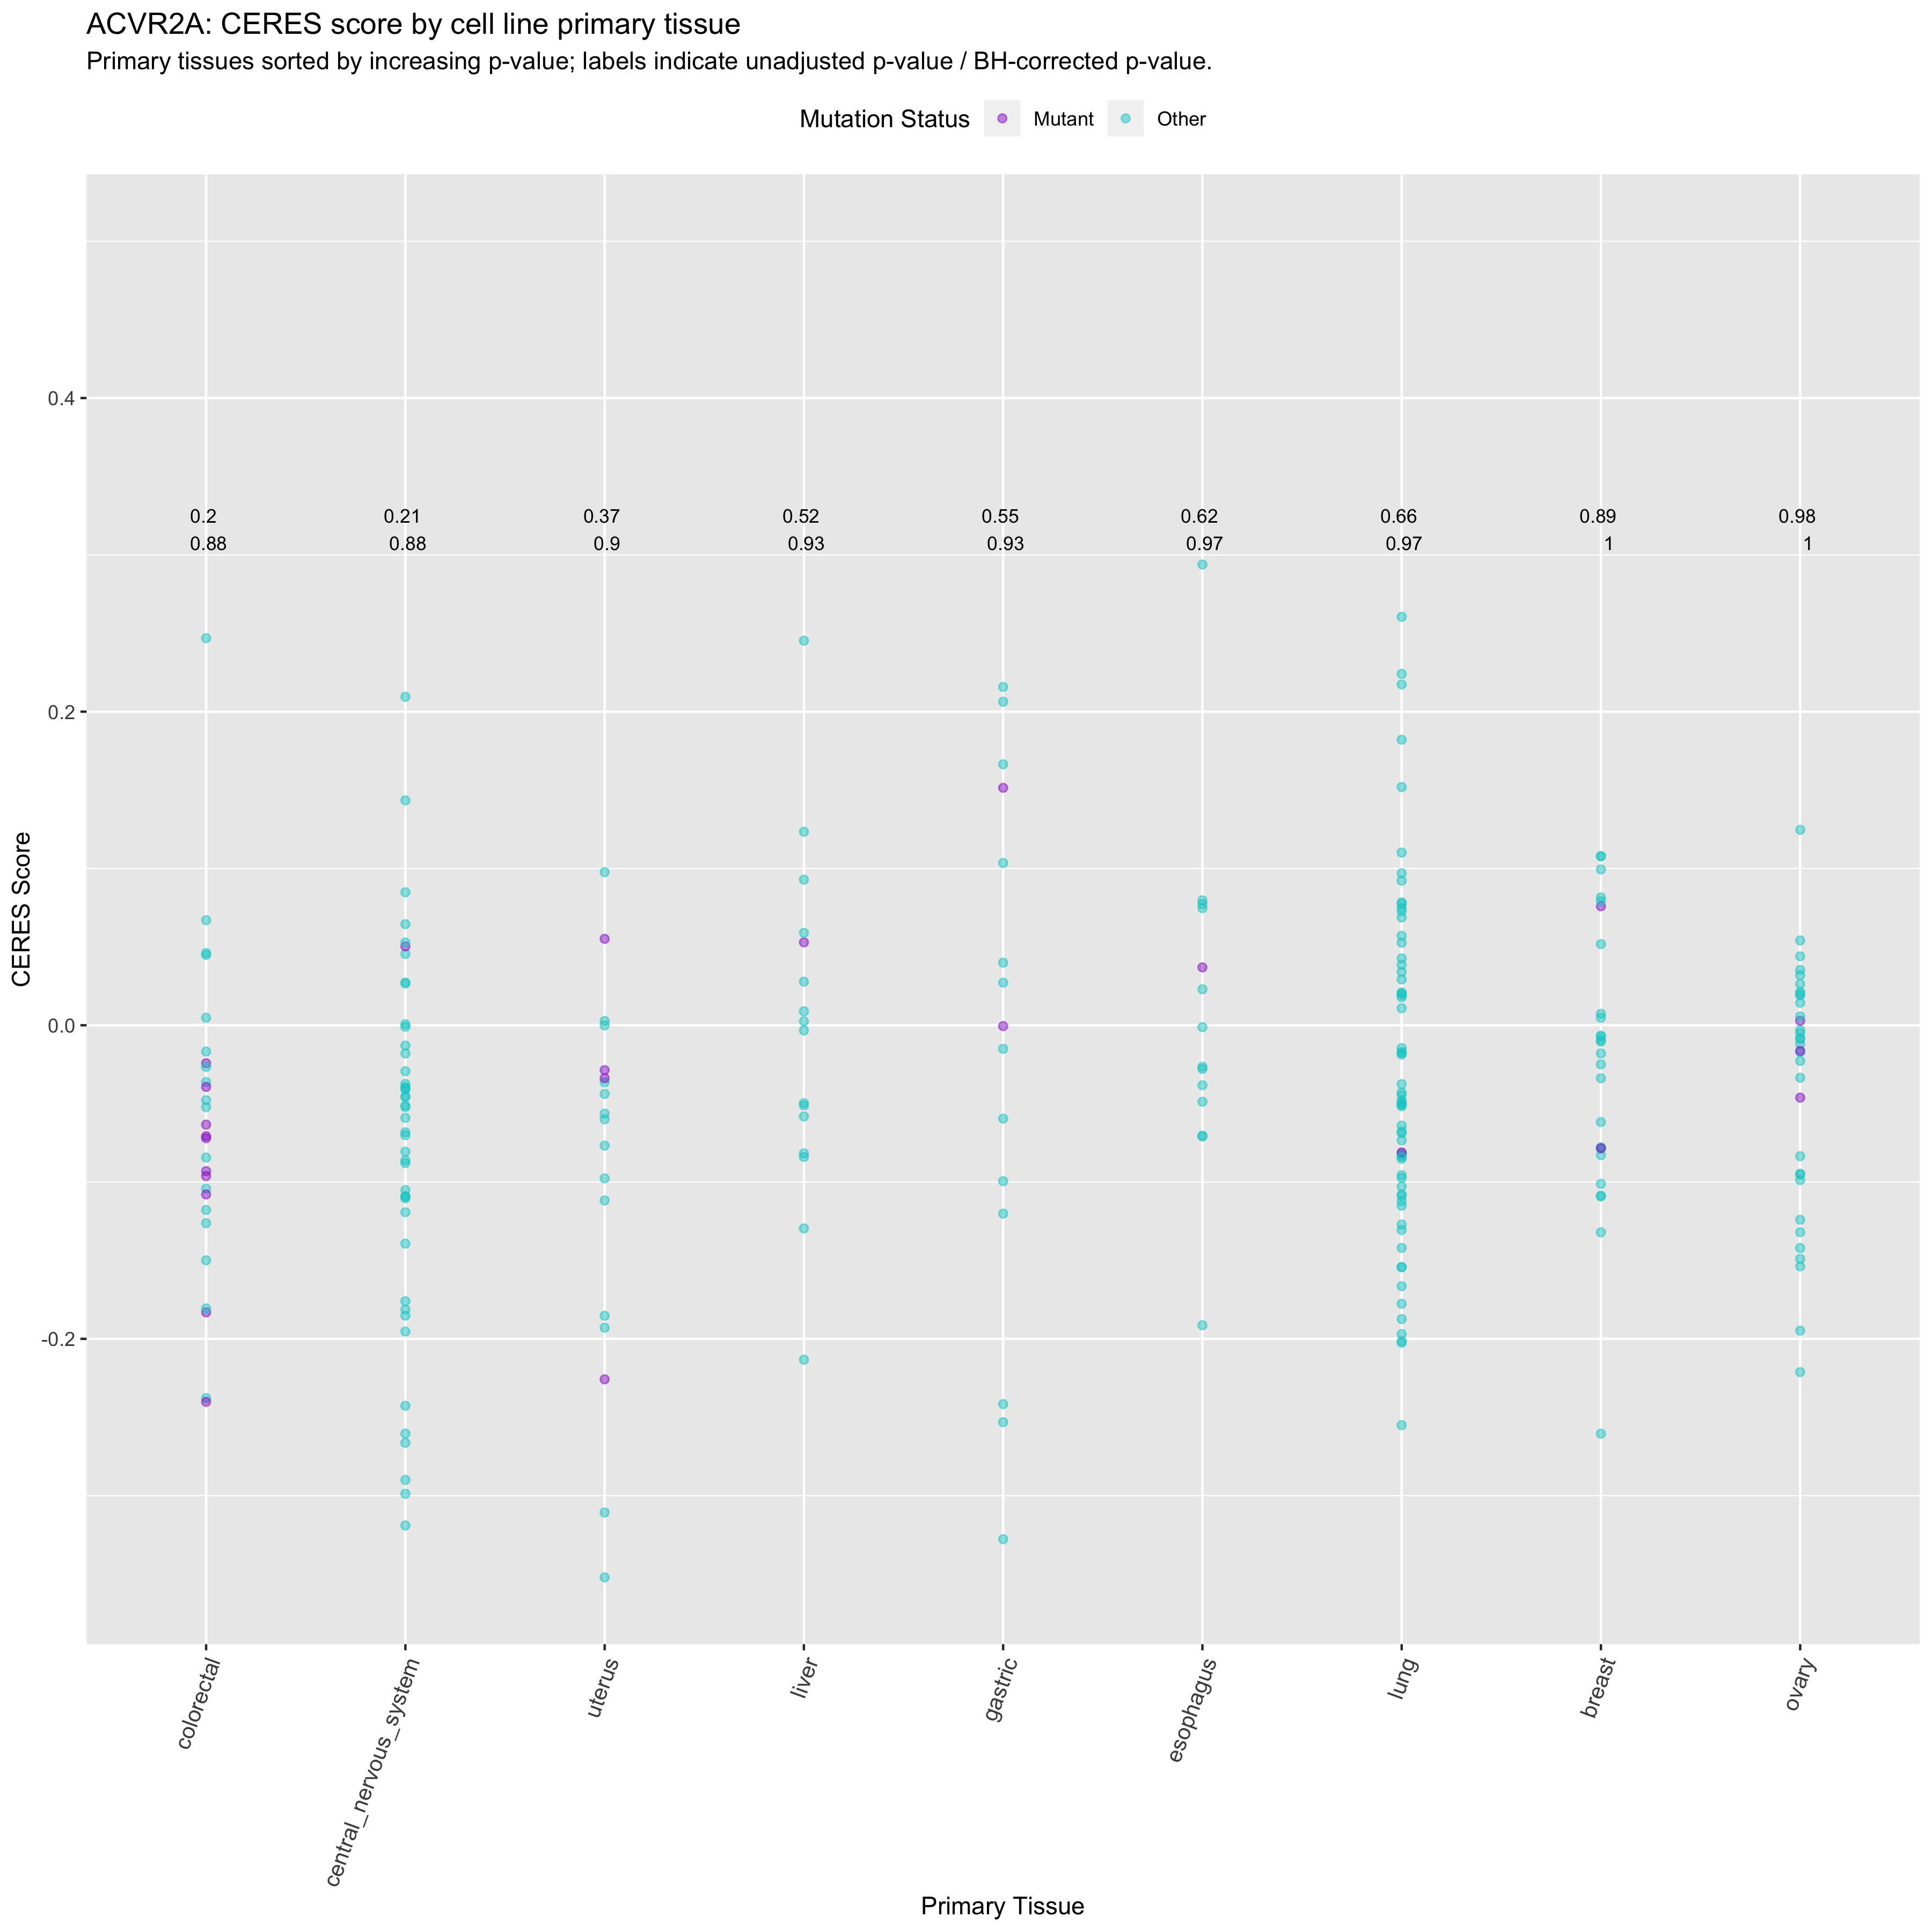 ACVR2A: CERES score by cell line primary tissue
Primary tissues sorted by increasing p-value; labels indicate unadjusted p-value / BH-corrected p-value.
Mutation Status Mutant Other
0.4
0.2
0.0
-0.2
CERES Score
0.2 0.21 0.37 0.52 0.55 0.62 0.66 0.89 0.98
0.88 0.88 0.9 0.93 0.93 0.97 0.97 1 1
colorectal
central_nervous_system
uterus
liver
gastric
esophagus
lung
breast
ovary
Primary Tissue